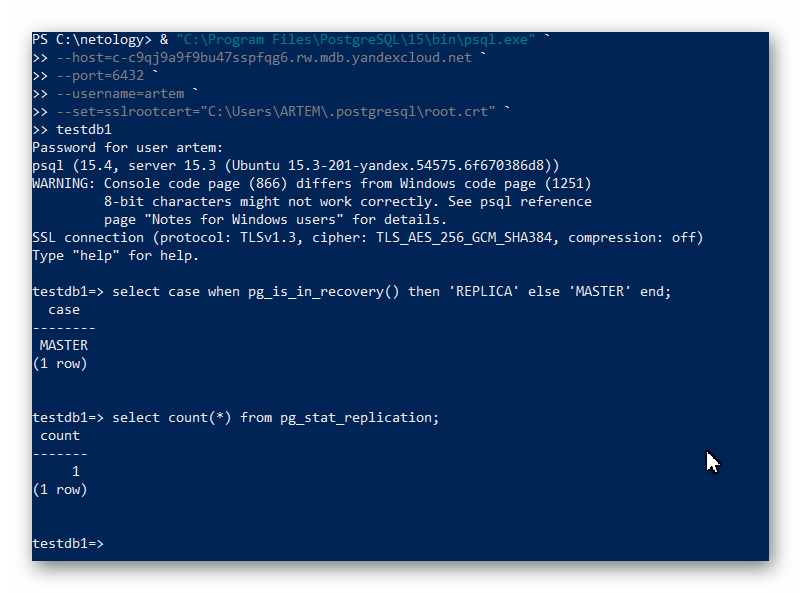 PS C:\netology> & "C:\Program Files\PostgreSQL\15\bin\psql.exe" `
>> --host=c-c9qj9a9f9bu47sspfqg6.rw.mdb.yandexcloud.net `
>> --port=6432 `
>> --username=artem `
>> --set=sslrootcert="C:\Users\ARTEM\.postgresql\root.crt" `
>> testdb1
Password for user artem:
psql (15.4, server 15.3 (Ubuntu 15.3-201-yandex.54575.6f670386d8))
WARNING: Console code page (866) differs from Windows code page (1251)
         8-bit characters might not work correctly. See psql reference
         page "Notes for Windows users" for details.
SSL connection (protocol: TLSv1.3, cipher: TLS_AES_256_GCM_SHA384, compression: off)
Type "help" for help.

testdb1=> select case when pg_is_in_recovery() then 'REPLICA' else 'MASTER' end;
  case
--------
 MASTER
(1 row)


testdb1=> select count(*) from pg_stat_replication;
 count
-------
     1
(1 row)


testdb1=>